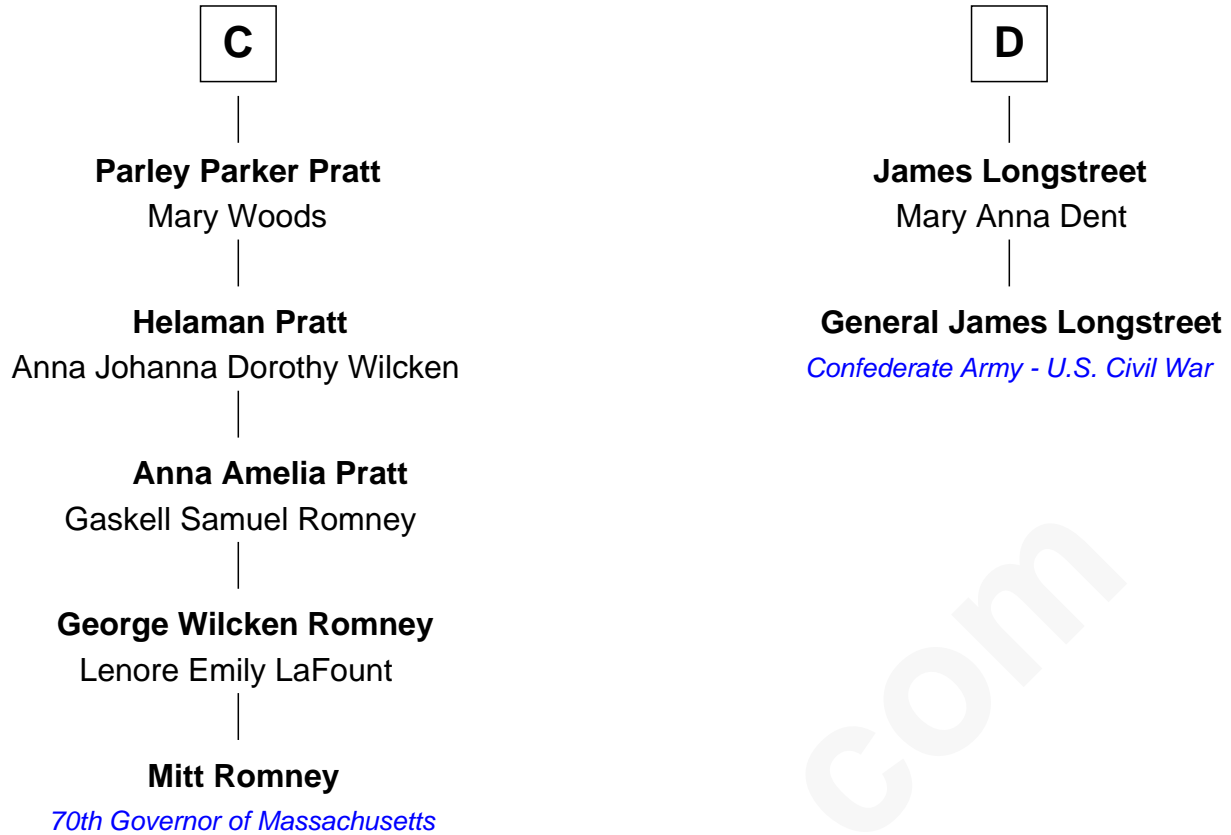 C
Parley Parker Pratt
Mary Woods
Helaman Pratt
Anna Johanna Dorothy Wilcken
Anna Amelia Pratt
Gaskell Samuel Romney
George Wilcken Romney
Lenore Emily LaFount
Mitt Romney
70th Governor of Massachusetts
D
James Longstreet
Mary Anna Dent
General James Longstreet
Confederate Army - U.S. Civil War
com